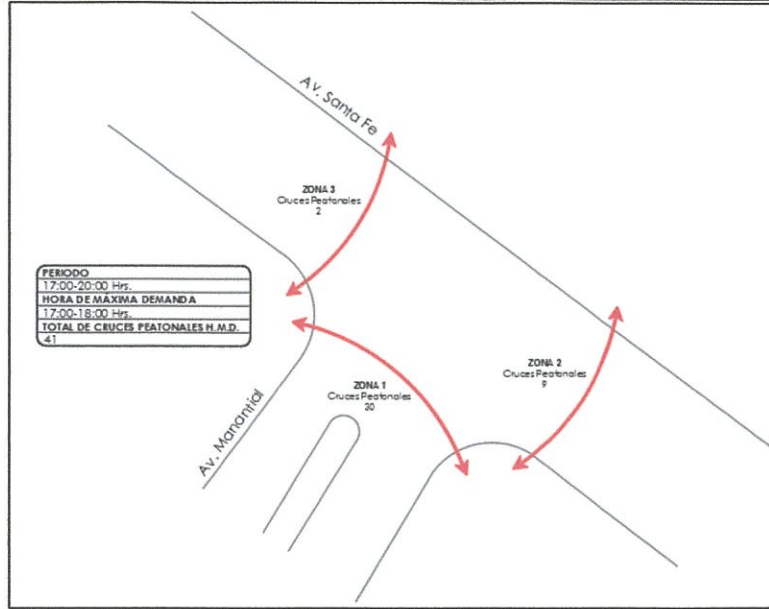 Av. Santa Fe
ZONA 3
Cruces Peatonales
2
PERIODO
17:00-20:00 Hrs.
HORA DE MÁXIMA DEMANDA
17:00-18:00 Hrs.
TOTAL DE CRUCES PEATONALES H.M.D.
41
ZONA 2
Cruces Peatonales
9
ZONA 1
Cruces Peatonales
30
Av. Manantial